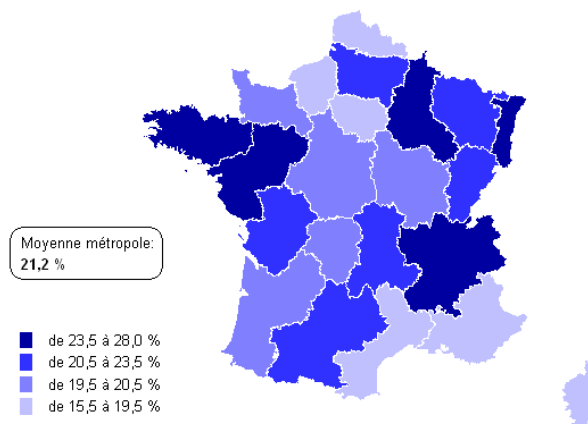 Moyenne métropole:
21,2 %
de 23,5 à 28,0 %
de 20,5 à 23,5 %
de 19,5 à 20,5 %
de 15,5 à 19,5 %